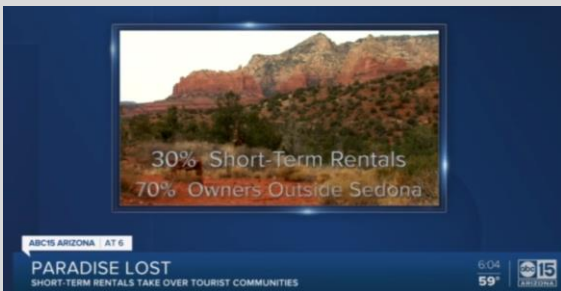 30% Short-Term Rentals
70% Owners Outside Sedona
ABC15 ARIZONA | AT 6
PARADISE LOST
SHORT-TERM RENTALS TAKE OVER TOURIST COMMUNITIES
6:04
59°
abc 15
ARIZONA